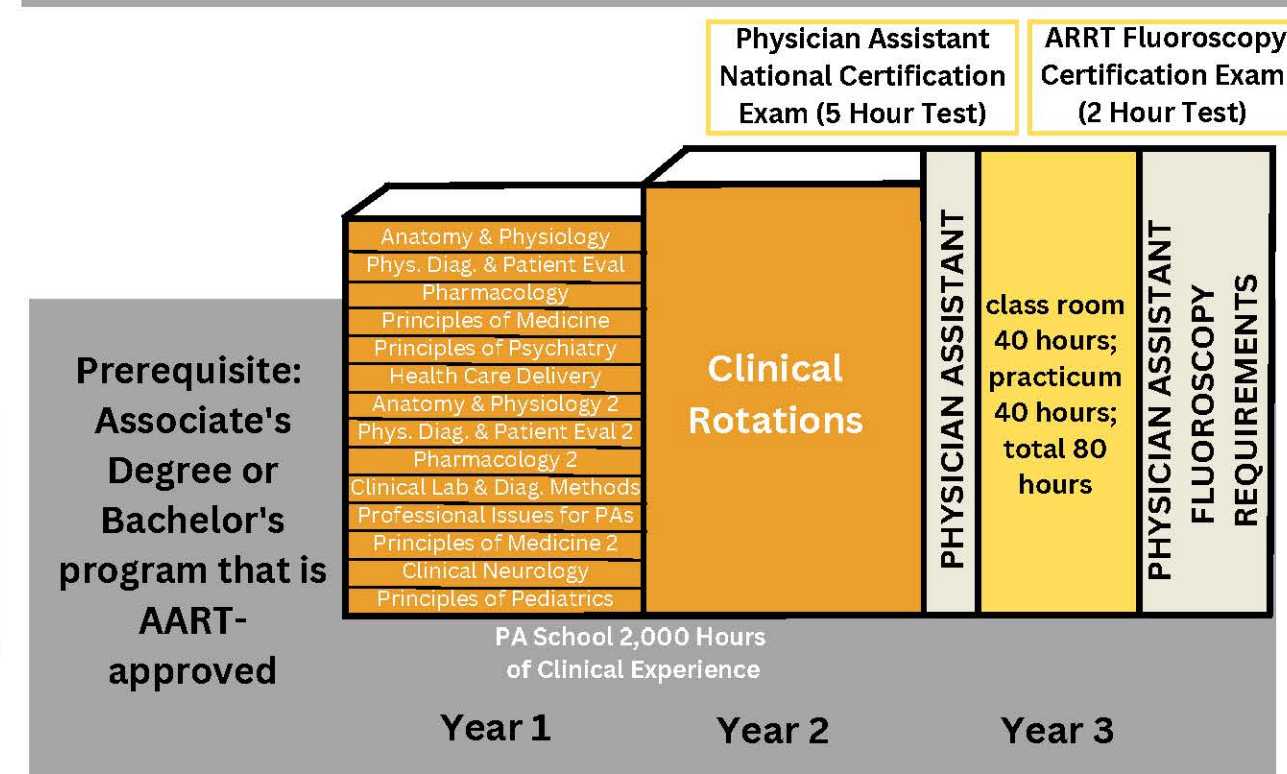 Physician Assistant
National Certification
Exam (5 Hour Test)
ARRT Fluoroscopy
Certification Exam
(2 Hour Test)
Prerequisite:
Associate's
Degree or
Bachelor's
program that is
AART-
approved
Anatomy & Physiology
Phys. Diag. & Patient Eval
Pharmacology
Principles of Medicine
Principles of Psychiatry
Health Care Delivery
Anatomy & Physiology 2
Phys. Diag. & Patient Eval 2
Pharmacology 2
Clinical Lab & Diag. Methods
Professional Issues for PAs
Principles of Medicine 2
Clinical Neurology
Principles of Pediatrics
Clinical
Rotations
PHYSICIAN ASSISTANT
class room
40 hours;
practicum
40 hours;
total 80
hours
PHYSICIAN ASSISTANT
FLUOROSCOPY
REQUIREMENTS
PA School 2,000 Hours
of Clinical Experience
Year 1
Year 2
Year 3